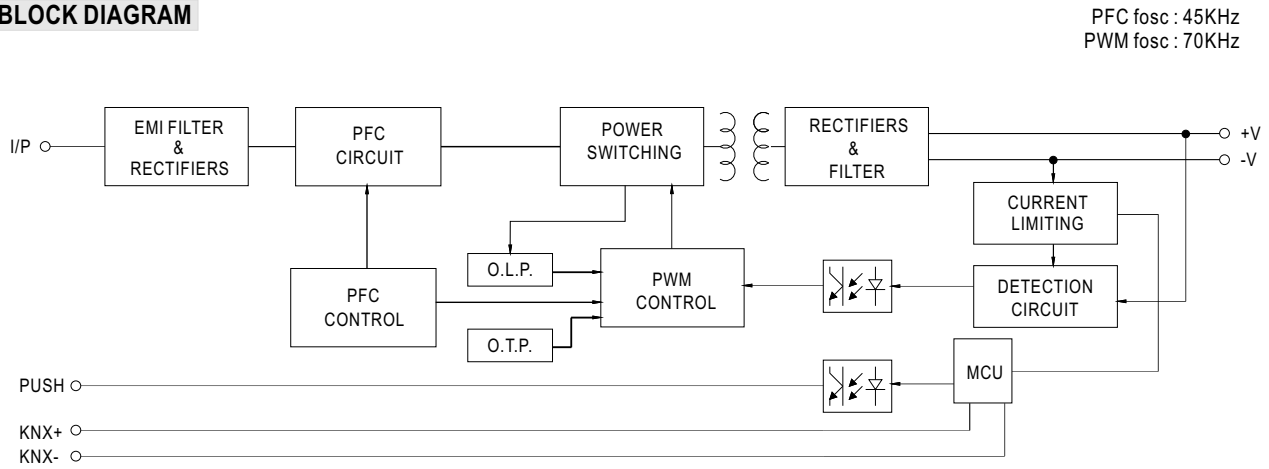 BLOCK DIAGRAM
PFC fosc : 45KHz
PWM fosc : 70KHz
I/P
EMI FILTER
&
RECTIFIERS
PFC
CIRCUIT
POWER
SWITCHING
RECTIFIERS
&
FILTER
+V
-V
CURRENT
LIMITING
O.L.P.
PWM
CONTROL
DETECTION
CIRCUIT
PFC
CONTROL
O.T.P.
MCU
PUSH
KNX+
KNX-